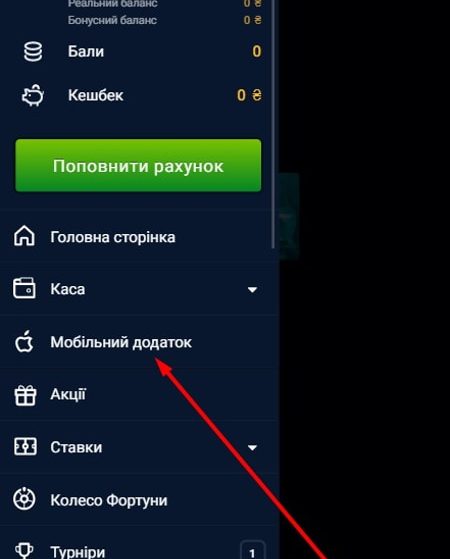 Реальний баланс 0 ₴
Бонусний баланс 0 ₴
Бали 0
Кешбек 0 ₴
Поповнити рахунок
Головна сторінка
Каса
Мобільний додаток
Акції
Ставки
Колесо Фортуни
Турніри 1